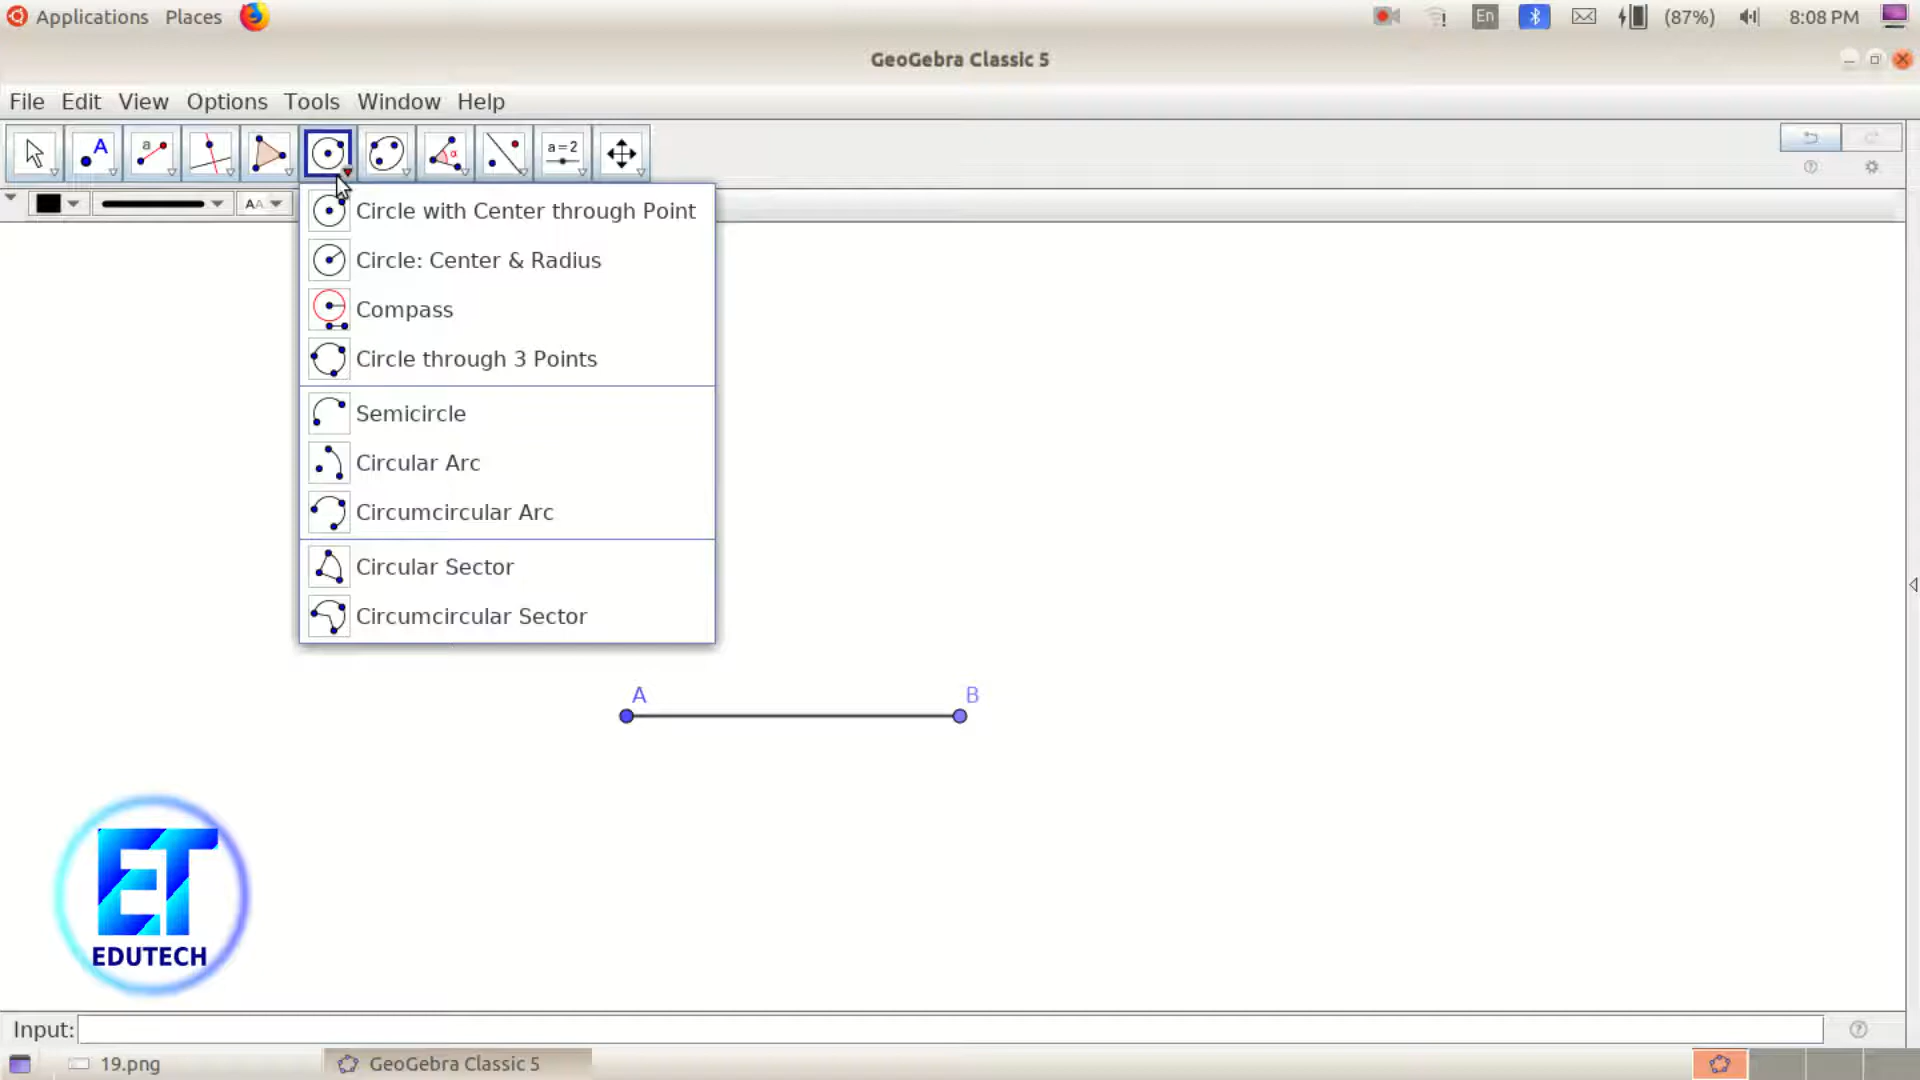 Applications Places En (87%) 8:08 PM
GeoGebra Classic 5
File Edit View Options Tools Window Help
A a α a=2
AA
Circle with Center through Point
Circle: Center & Radius
Compass
Circle through 3 Points
Semicircle
Circular Arc
Circumcircular Arc
Circular Sector
Circumcircular Sector
A B
ET
EDUTECH
Input:
19.png GeoGebra Classic 5